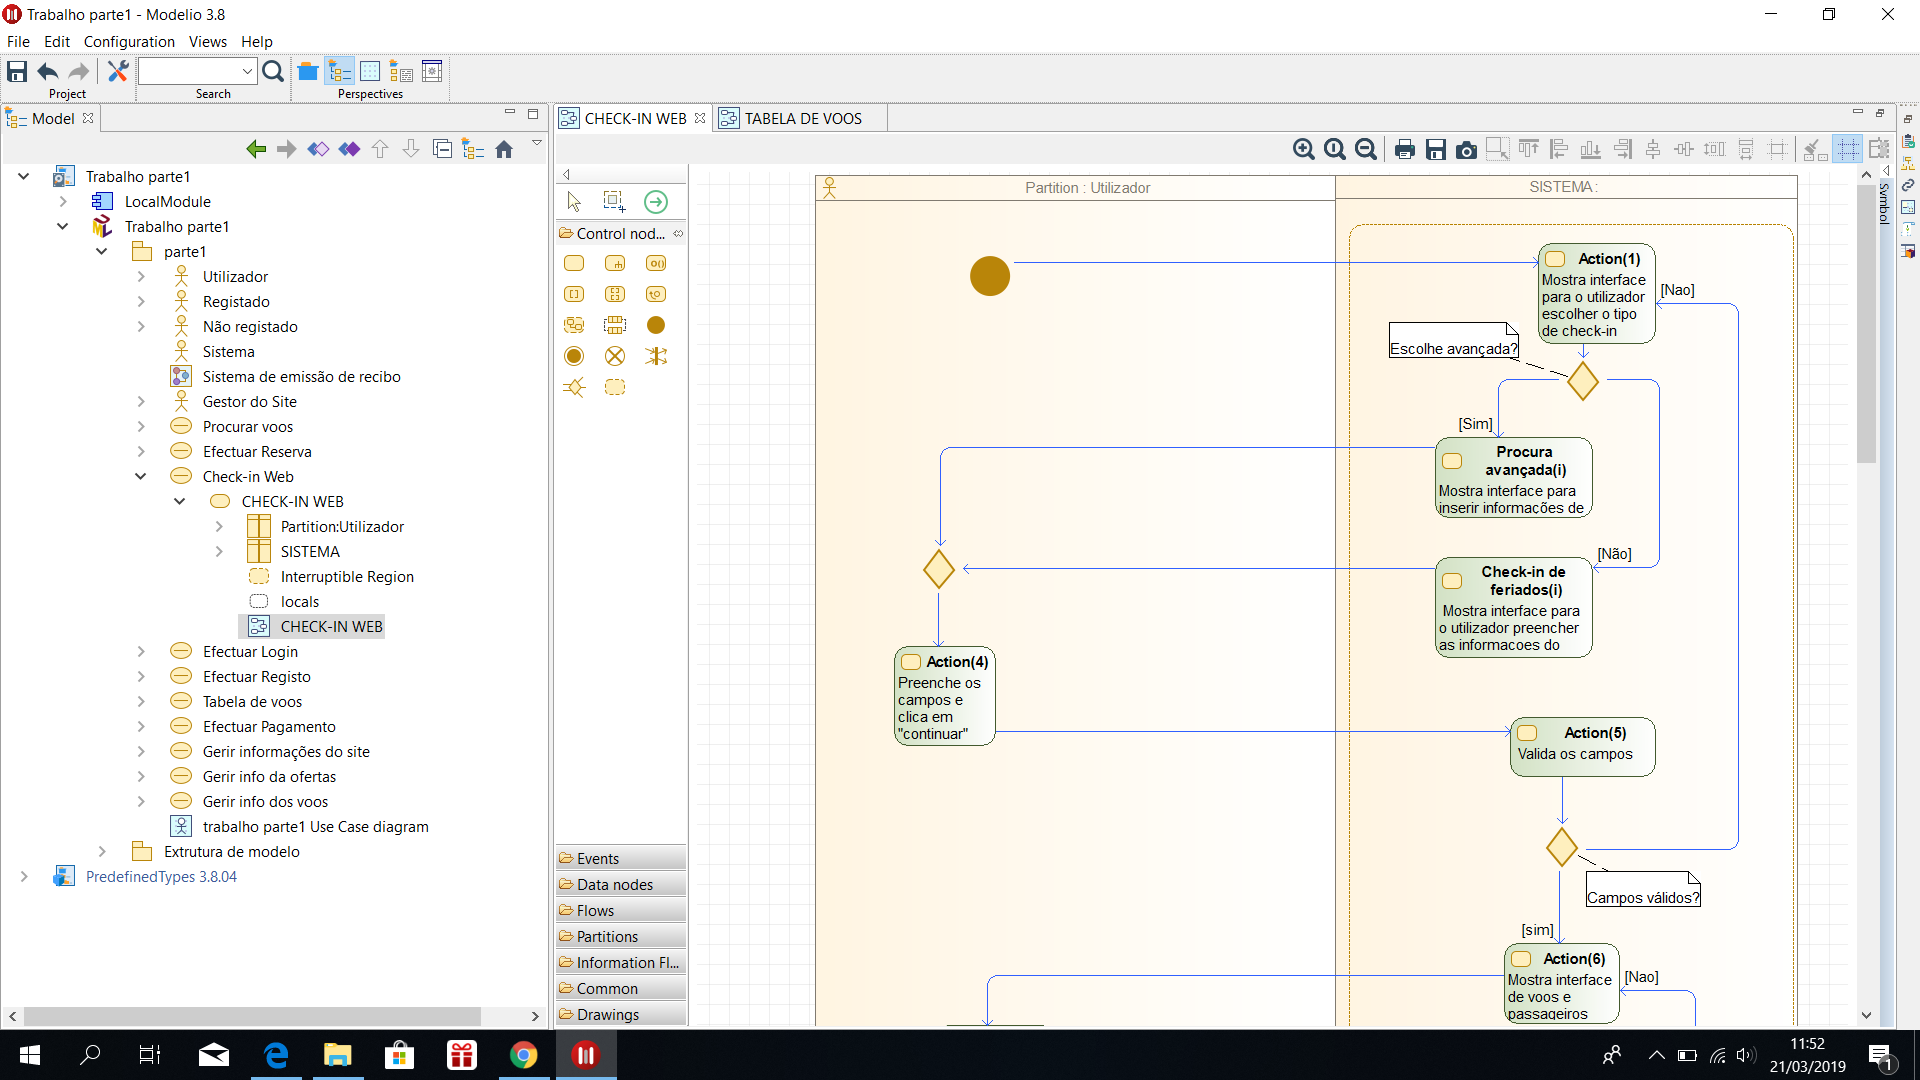 Trabalho parte1 - Modelio 3.8
File Edit Configuration Views Help
Project
Search
Perspectives
Model
CHECK-IN WEB
TABELA DE VOOS
Trabalho parte1
LocalModule
Trabalho parte1
parte1
Utilizador
Registado
Não registado
Sistema
Sistema de emissão de recibo
Gestor do Site
Procurar voos
Efectuar Reserva
Check-in Web
CHECK-IN WEB
Partition:Utilizador
SISTEMA
Interruptible Region
locals
CHECK-IN WEB
Efectuar Login
Efectuar Registo
Tabela de voos
Efectuar Pagamento
Gerir informações do site
Gerir info da ofertas
Gerir info dos voos
trabalho parte1 Use Case diagram
Extrutura de modelo
PredefinedTypes 3.8.04
Control nod...
Events
Data nodes
Flows
Partitions
Information Fl...
Common
Drawings
Symbol
Partition : Utilizador
SISTEMA :
Action(1)
Mostra interface
para o utilizador
escolher o tipo
de check-in
[Nao]
Escolhe avançada?
[Sim]
Procura
avançada(i)
Mostra interface para
inserir informações de
[Não]
Check-in de
feriados(i)
Mostra interface para
o utilizador preencher
as informacoes do
Action(4)
Preenche os
campos e
clica em
"continuar"
Action(5)
Valida os campos
Campos válidos?
[sim]
Action(6)
Mostra interface
de voos e
passageiros
[Nao]
11:52
21/03/2019
1